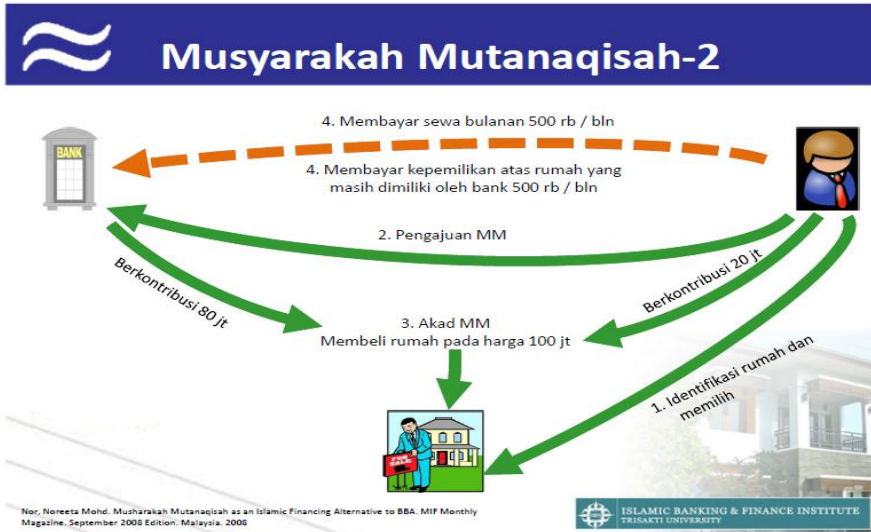 Musyarakah Mutanaqisah-2
4. Membayar sewa bulanan 500 rb / bln
BANK
4. Membayar kepemilikan atas rumah yang
masih dimiliki oleh bank 500 rb / bln
2. Pengajuan MM
Berkontribusi 80 jt
Berkontribusi 20 jt
3. Akad MM
Membeli rumah pada harga 100 jt
1. Identifikasi rumah dan
memilih
FOR
SALE
Nor, Noreeta Mohd. Musharakah Mutanaqisah as an Islamic Financing Alternative to BBA. MIF Monthly
Magazine. September 2008 Edition. Malaysia. 2008
ISLAMIC BANKING & FINANCE INSTITUTE
TRISAKTI UNIVERSITY